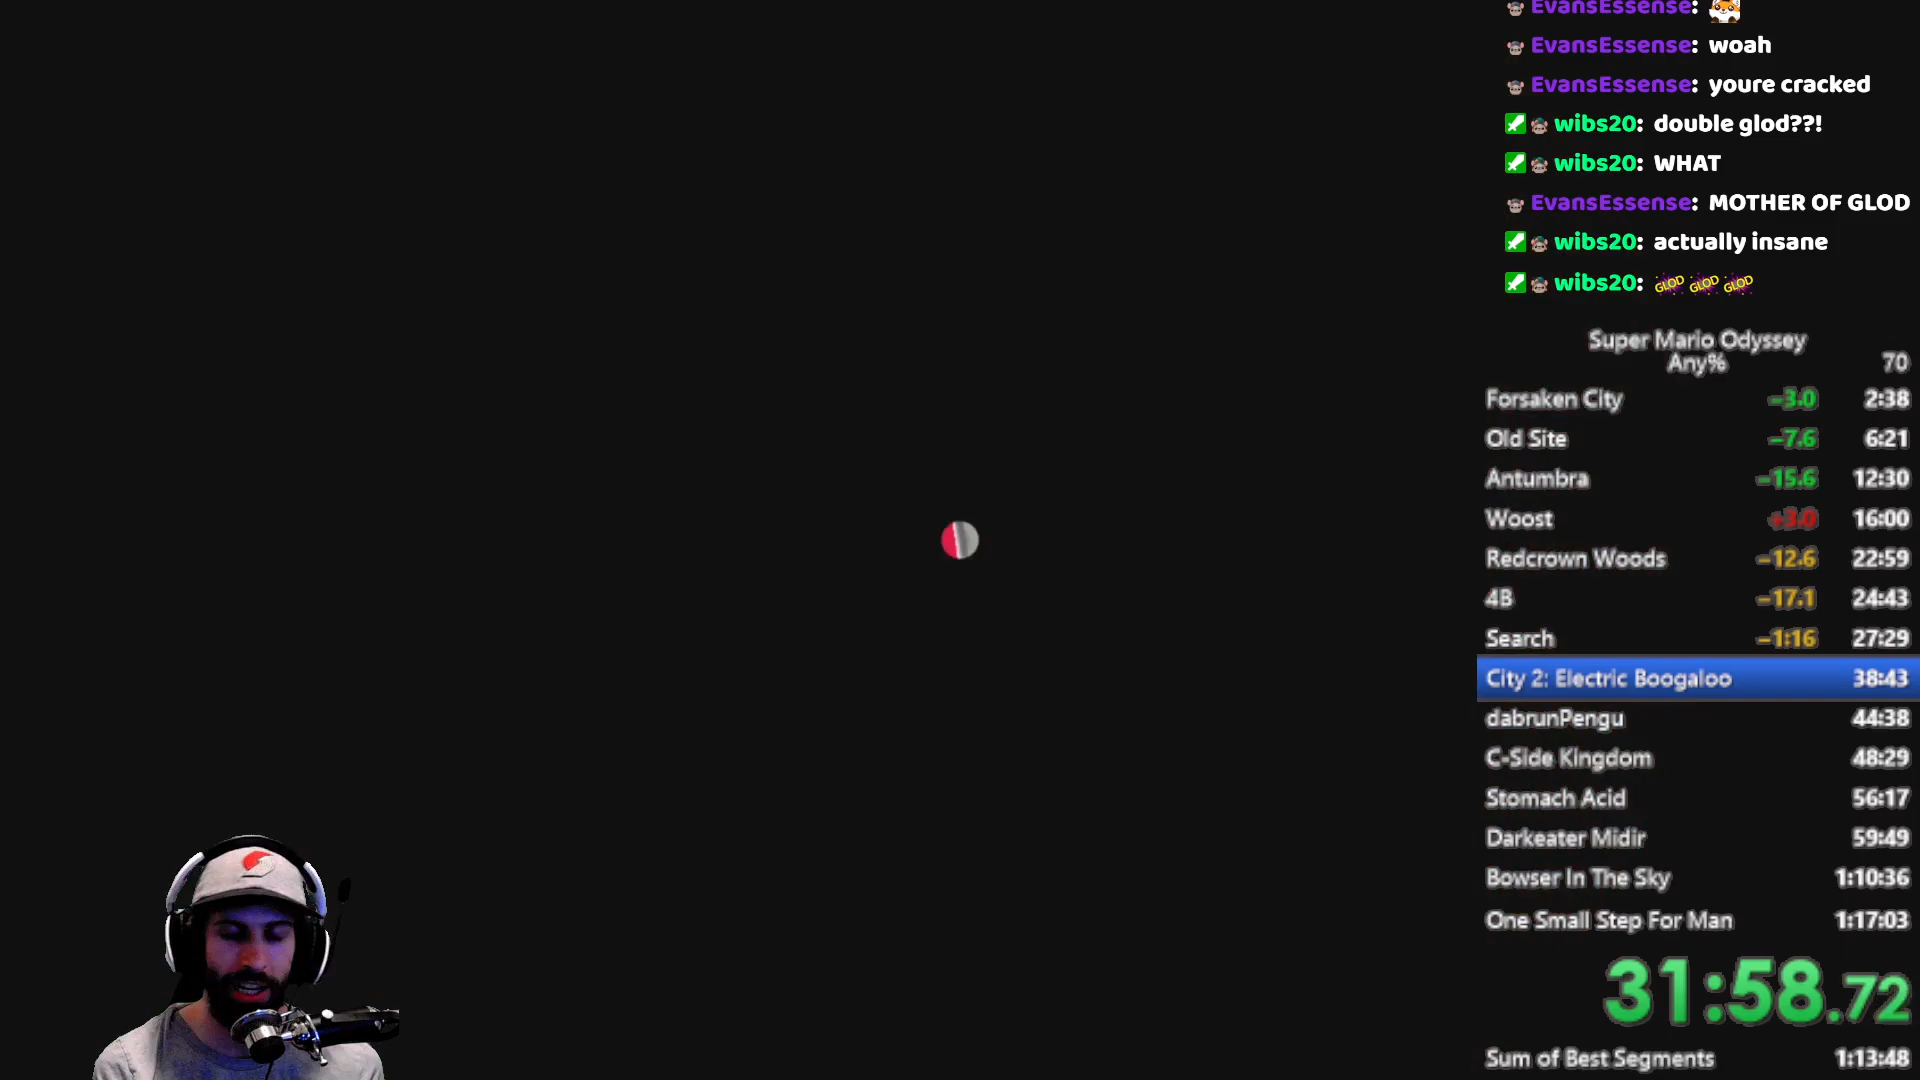 EvansEssense:
EvansEssense: woah
EvansEssense: youre cracked
wibs20: double glod??!
wibs20: WHAT
EvansEssense: MOTHER OF GLOD
wibs20: actually insane
wibs20: GLOD GLOD GLOD
Super Mario Odyssey
Any% 70
Forsaken City -3.0 2:38
Old Site -7.6 6:21
Antumbra -15.6 12:30
Woost +3.0 16:00
Redcrown Woods -12.6 22:59
4B -17.1 24:43
Search -1:16 27:29
City 2: Electric Boogaloo 38:43
dabrunPengu 44:38
C-Side Kingdom 48:29
Stomach Acid 56:17
Darkeater Midir 59:49
Bowser In The Sky 1:10:36
One Small Step For Man 1:17:03
31:58.72
Sum of Best Segments 1:13:48